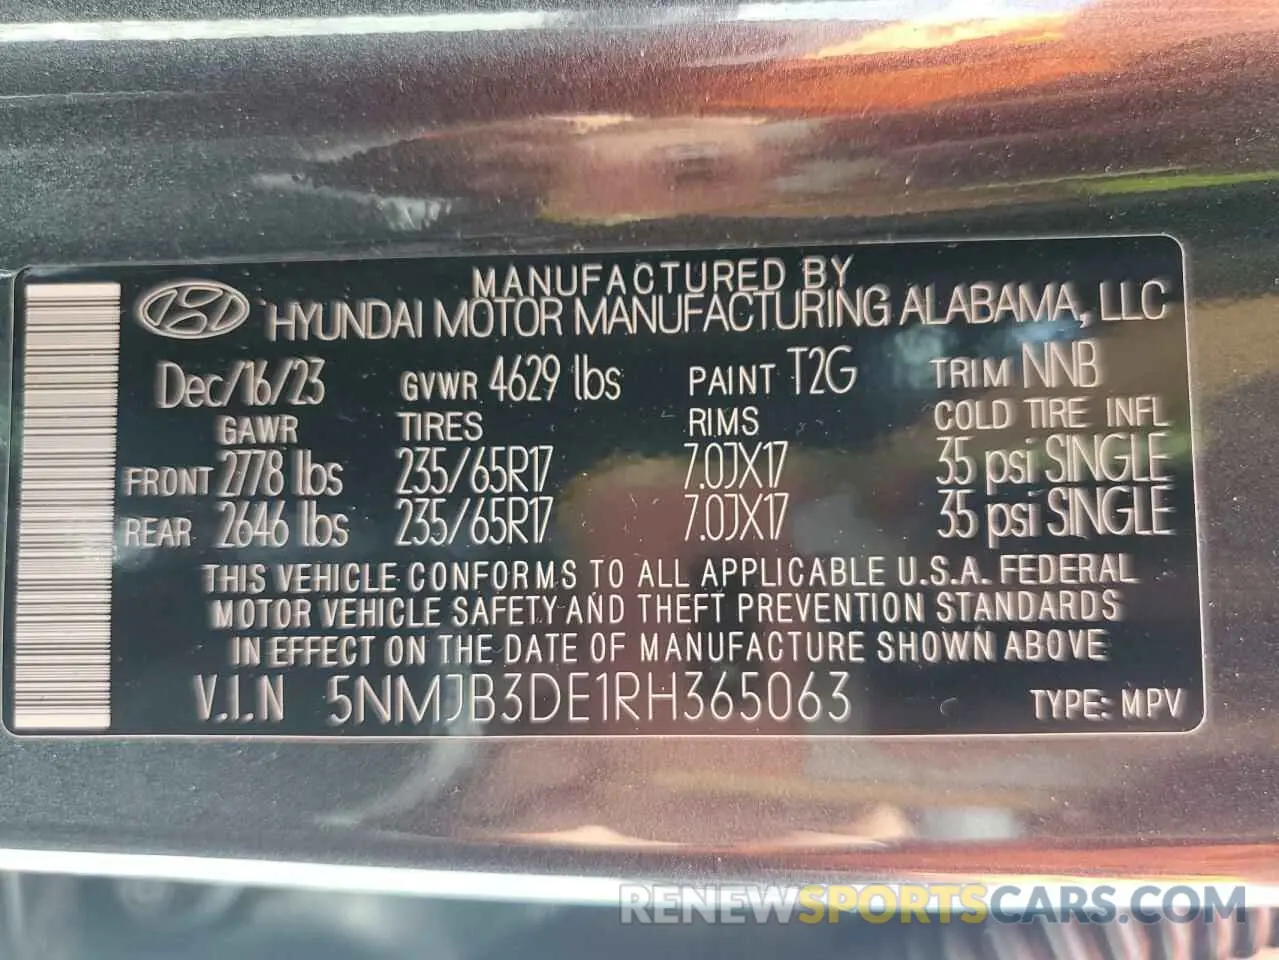 MANUFACTURED BY
HYUNDAI MOTOR MANUFACTURING ALABAMA, LLC
Dec/16/23 GVWR 4629 lbs PAINT T2G TRIM NNB
GAWR TIRES RIMS COLD TIRE INFL
FRONT 2778 lbs 235/65R17 7.0JX17 35 psi SINGLE
REAR 2646 lbs 235/65R17 7.0JX17 35 psi SINGLE
THIS VEHICLE CONFORMS TO ALL APPLICABLE U.S.A. FEDERAL
MOTOR VEHICLE SAFETY AND THEFT PREVENTION STANDARDS
IN EFFECT ON THE DATE OF MANUFACTURE SHOWN ABOVE
V.I.N 5NMJB3DE1RH365063 TYPE: MPV
RENEWSPORTSCARS.COM